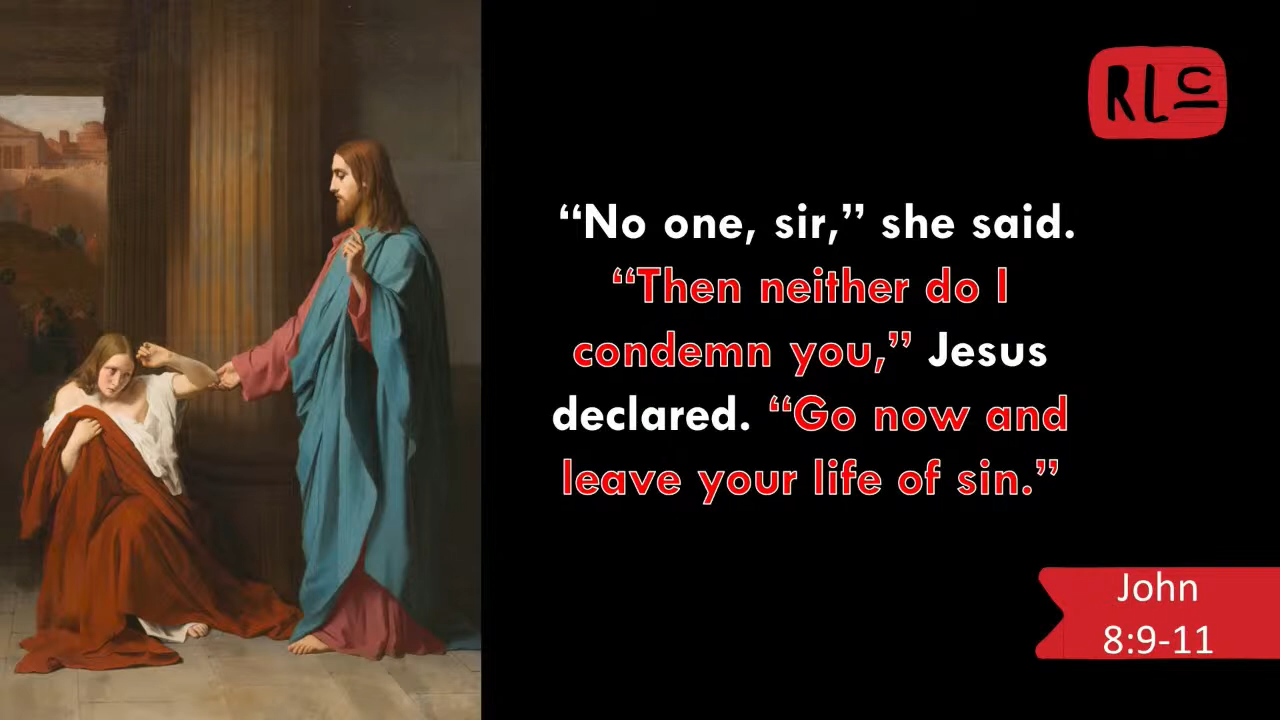 RLC
“No one, sir,” she said.
“Then neither do I
condemn you,” Jesus
declared. “Go now and
leave your life of sin.”
John
8:9-11